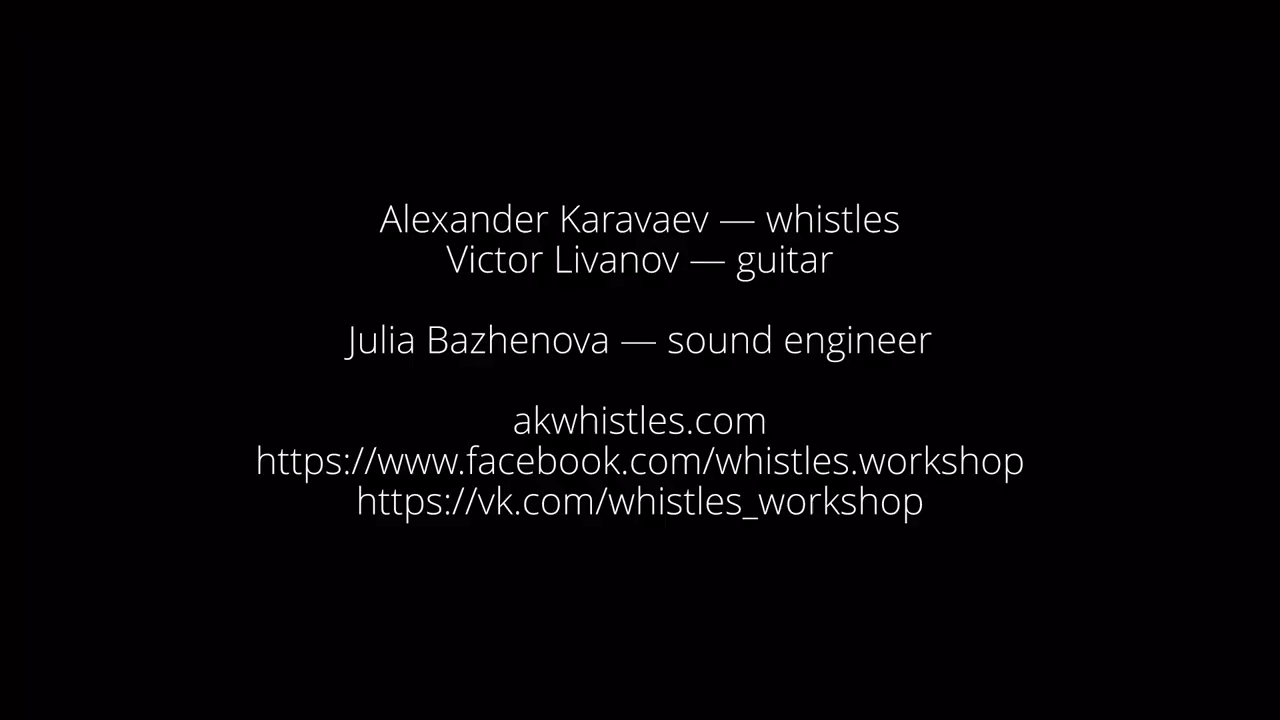 Alexander Karavaev — whistles
Victor Livanov — guitar
Julia Bazhenova — sound engineer
akwhistles.com
https://www.facebook.com/whistles.workshop
https://vk.com/whistles_workshop